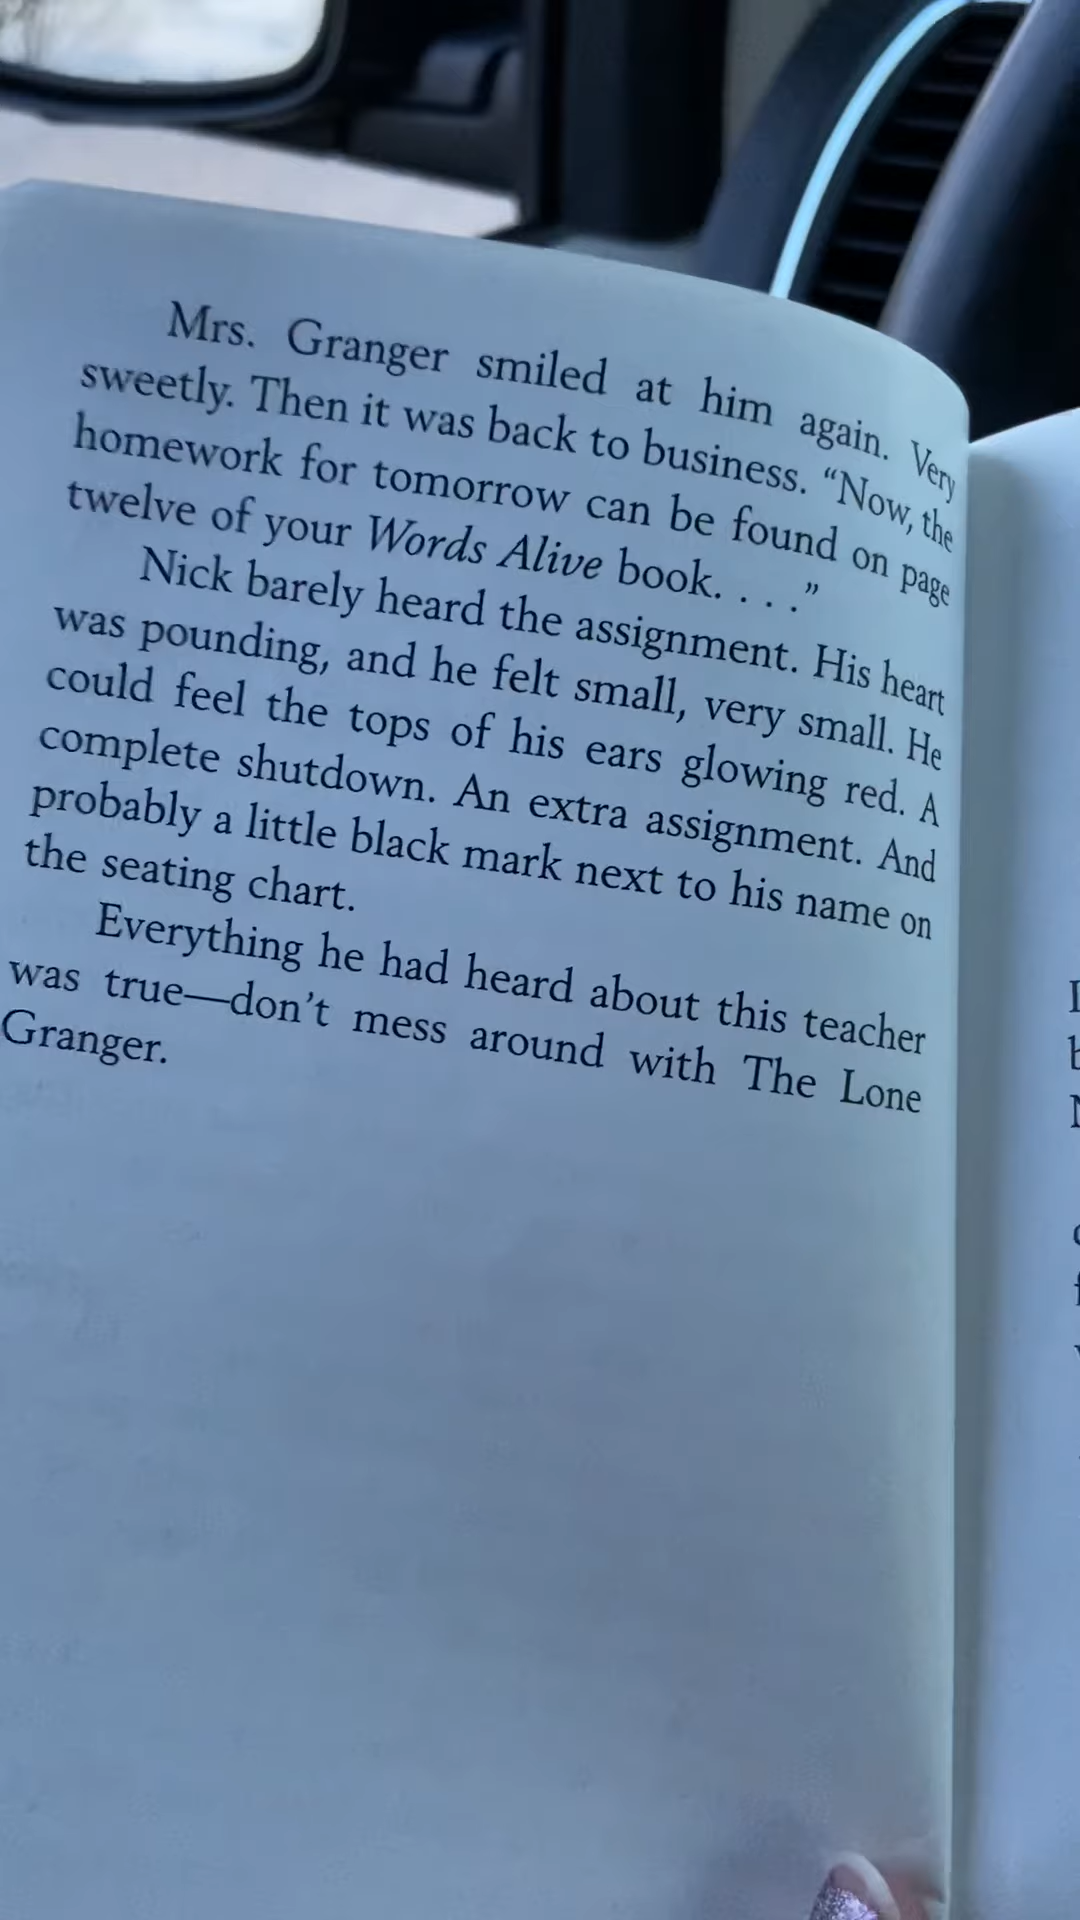 Mrs. Granger smiled at him again. Very
sweetly. Then it was back to business. “Now, the
homework for tomorrow can be found on page
twelve of your Words Alive book. . . .”
Nick barely heard the assignment. His heart
was pounding, and he felt small, very small. He
could feel the tops of his ears glowing red. A
complete shutdown. An extra assignment. And
probably a little black mark next to his name on
the seating chart.
Everything he had heard about this teacher
was true—don’t mess around with The Lone
Granger.